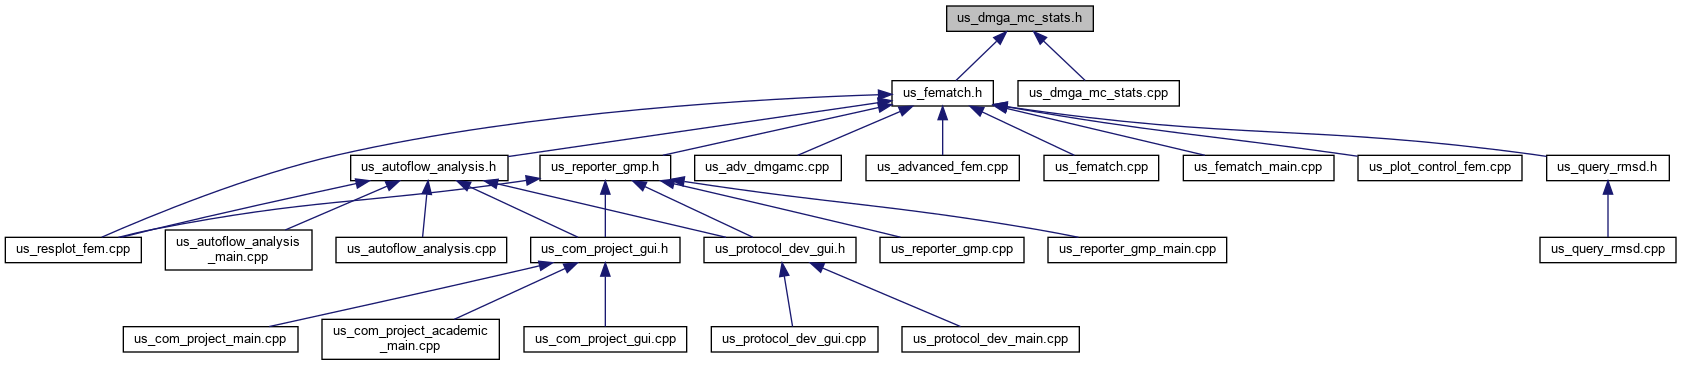 us_dmga_mc_stats.h
us_fematch.h
us_dmga_mc_stats.cpp
us_autoflow_analysis.h
us_reporter_gmp.h
us_adv_dmgamc.cpp
us_advanced_fem.cpp
us_fematch.cpp
us_fematch_main.cpp
us_plot_control_fem.cpp
us_query_rmsd.h
us_resplot_fem.cpp
us_autoflow_analysis
_main.cpp
us_autoflow_analysis.cpp
us_com_project_gui.h
us_protocol_dev_gui.h
us_reporter_gmp.cpp
us_reporter_gmp_main.cpp
us_query_rmsd.cpp
us_com_project_main.cpp
us_com_project_academic
_main.cpp
us_com_project_gui.cpp
us_protocol_dev_gui.cpp
us_protocol_dev_main.cpp